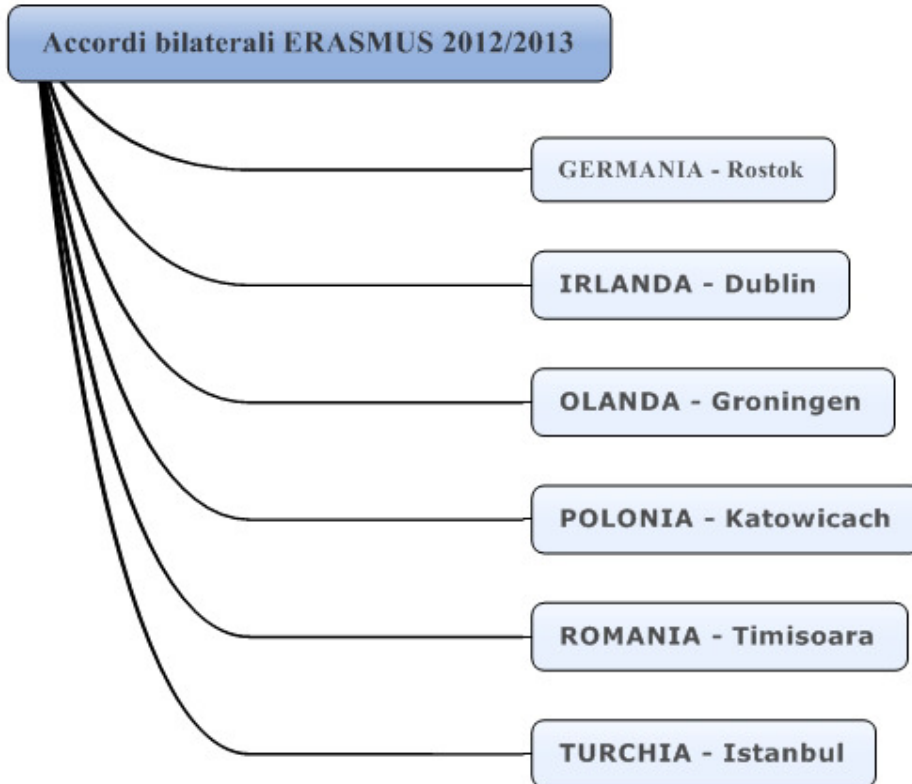 Accordi bilaterali ERASMUS 2012/2013
GERMANIA - Rostok
IRLANDA - Dublin
OLANDA - Groningen
POLONIA - Katowicach
ROMANIA - Timisoara
TURCHIA - Istanbul